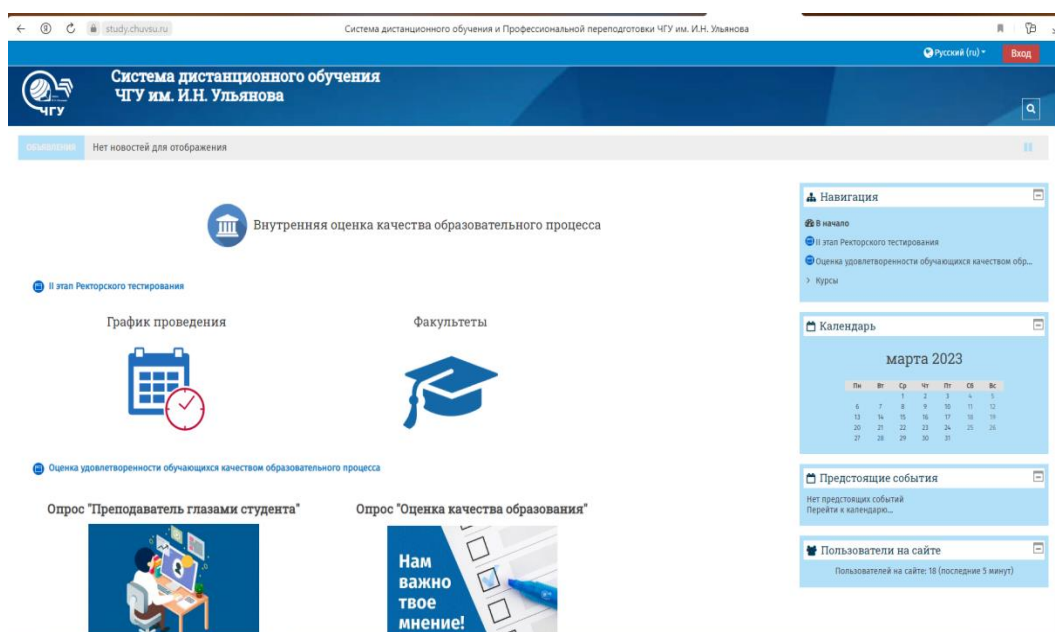 study.chuvsu.ru
Система дистанционного обучения и Профессиональной переподготовки ЧГУ им. И.Н. Ульянова
Русский (ru)
Вход
ЧГУ
Система дистанционного обучения
ЧГУ им. И.Н. Ульянова
ОБЪЯВЛЕНИЯ
Нет новостей для отображения
Внутренняя оценка качества образовательного процесса
II этап Ректорского тестирования
График проведения
Факультеты
Оценка удовлетворенности обучающихся качеством образовательного процесса
Опрос "Преподаватель глазами студента"
Опрос "Оценка качества образования"
Нам
важно
твое
мнение!
Навигация
В начало
II этап Ректорского тестирования
Оценка удовлетворенности обучающихся качеством обр...
Курсы
Календарь
марта 2023
Пн Вт Ср Чт Пт Сб Вс
1 2 3 4 5
6 7 8 9 10 11 12
13 14 15 16 17 18 19
20 21 22 23 24 25 26
27 28 29 30 31
Предстоящие события
Нет предстоящих событий
Перейти к календарю...
Пользователи на сайте
Пользователей на сайте: 18 (последние 5 минут)